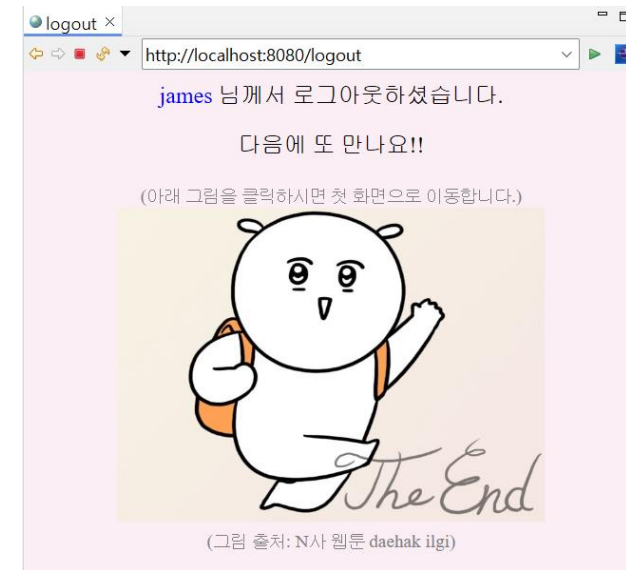 logout
http://localhost:8080/logout
james 님께서 로그아웃하셨습니다.
다음에 또 만나요!!
(아래 그림을 클릭하시면 첫 화면으로 이동합니다.)
The End
(그림 출처: N사 웹툰 daehak ilgi)